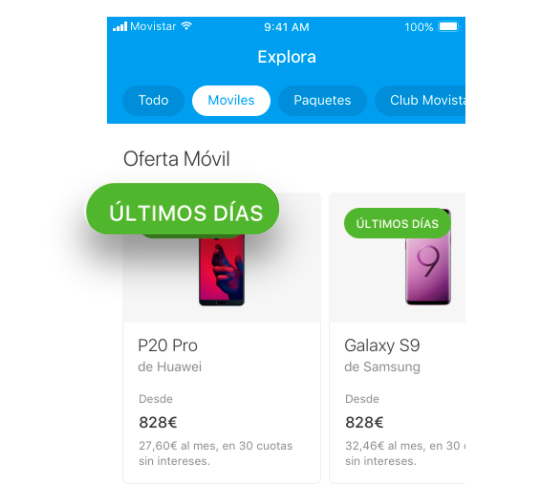 Movistar 9:41 AM 100%
Explora
Todo Moviles Paquetes Club
Oferta Móvil
ÚLTIMOS DÍAS
ÚLTIMOS DÍAS
9
P20 Pro
de Huawei
Desde
828€
27,60€ al mes, en 30 cuotas
sin intereses.
Galaxy S9
de Samsung
Desde
828€
32,46€ al mes, en 30
sin intereses.